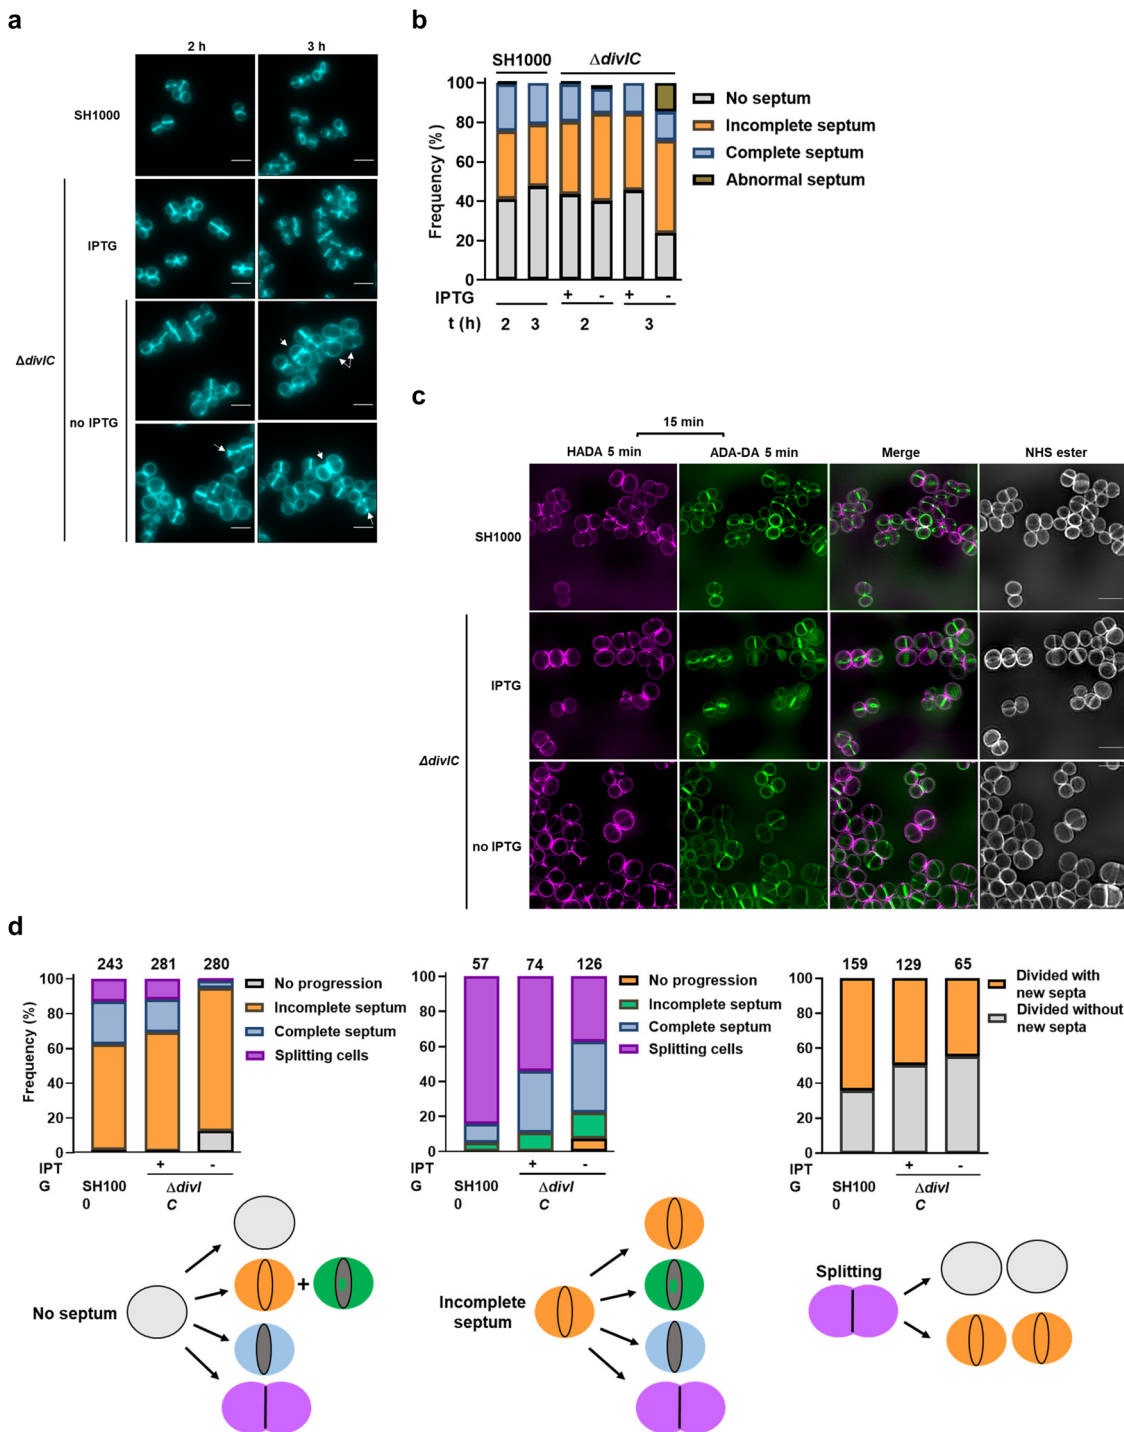 a
2 h
3 h
SH1000
IPTG
ΔdivIC
no IPTG
b
SH1000
ΔdivIC
100
80
60
40
20
0
Frequency (%)
No septum
Incomplete septum
Complete septum
Abnormal septum
IPTG
+
-
+
-
t (h)
2
3
2
3
c
15 min
HADA 5 min
ADA-DA 5 min
Merge
NHS ester
SH1000
IPTG
ΔdivIC
no IPTG
d
243
281
280
100
80
60
40
20
0
Frequency (%)
No progression
Incomplete septum
Complete septum
Splitting cells
IPT
G
+
-
SH100
0
ΔdivI
C
57
74
126
100
80
60
40
20
0
No progression
Incomplete septum
Complete septum
Splitting cells
IPT
G
+
-
SH100
0
ΔdivI
C
159
129
65
100
80
60
40
20
0
Divided with
new septa
Divided without
new septa
IPT
G
+
-
SH100
0
ΔdivI
C
No septum
+
Incomplete
septum
Splitting